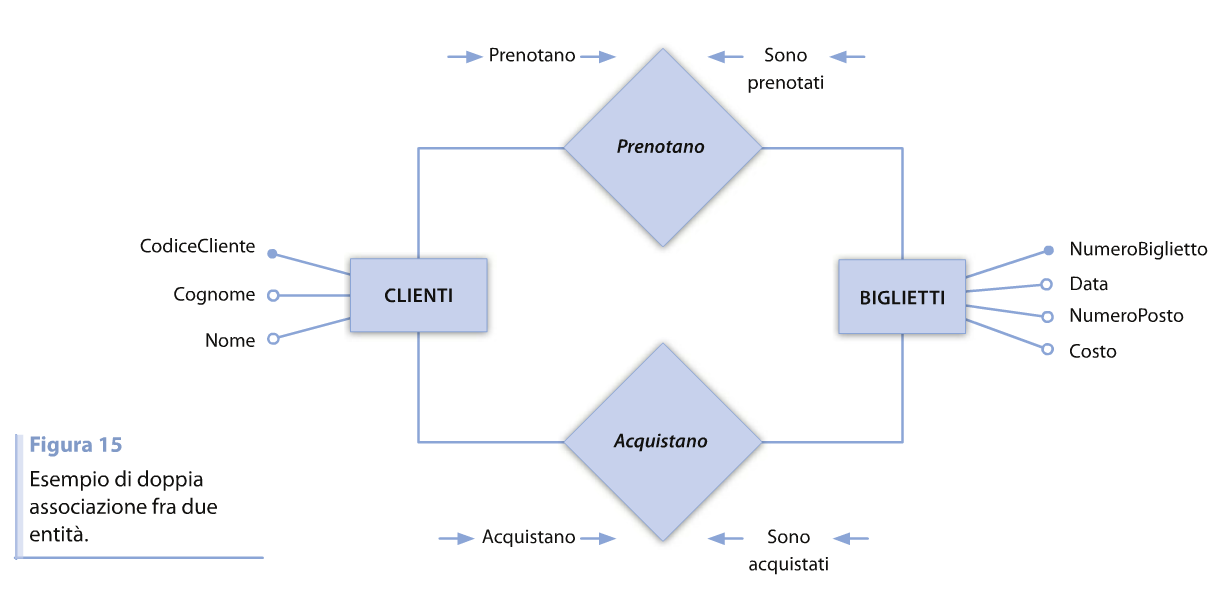 Prenotano
Sono
prenotati
Prenotano
CodiceCliente
Cognome
Nome
CLIENTI
BIGLIETTI
NumeroBiglietto
Data
NumeroPosto
Costo
Acquistano
Figura 15
Esempio di doppia
associazione fra due
entità.
Acquistano
Sono
acquistati